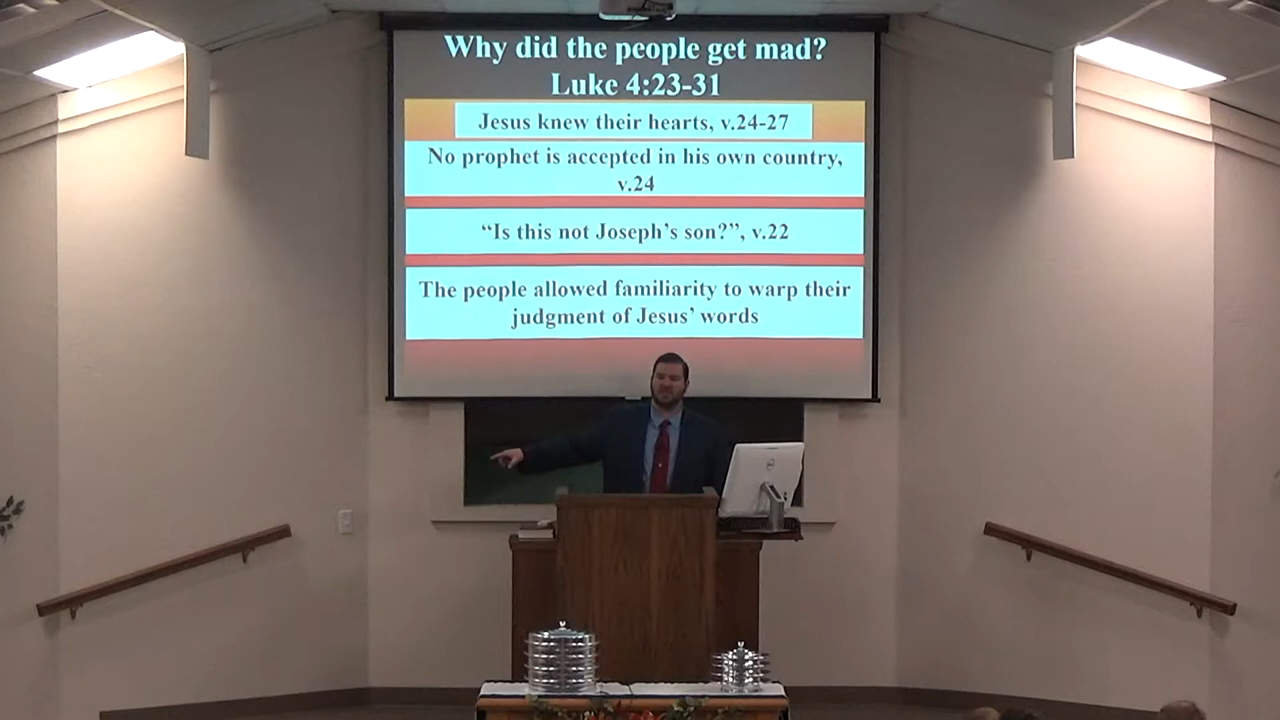 Why did the people get mad?
Luke 4:23-31
Jesus knew their hearts, v.24-27
No prophet is accepted in his own country,
v.24
“Is this not Joseph’s son?”, v.22
The people allowed familiarity to warp their
judgment of Jesus’ words